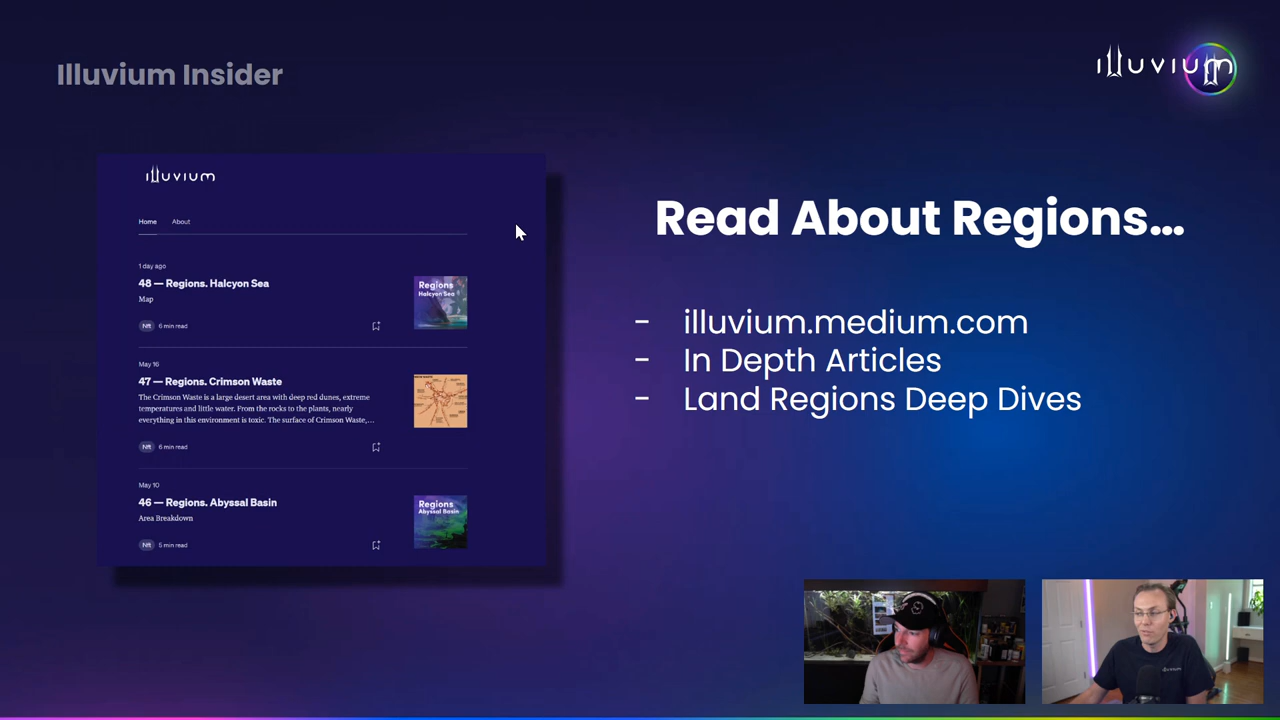 Illuvium Insider
illuvium
illuvium
Home About
1 day ago
48 — Regions. Halcyon Sea
Map
Nft 6 min read
Regions
Halcyon Sea
May 16
47 — Regions. Crimson Waste
The Crimson Waste is a large desert area with deep red dunes, extreme
temperatures and little water. From the rocks to the plants, nearly
everything in this environment is toxic. The surface of Crimson Waste,...
Nft 6 min read
May 10
46 — Regions. Abyssal Basin
Area Breakdown
Nft 5 min read
Regions
Abyssal Basin
Read About Regions...
- illuvium.medium.com
- In Depth Articles
- Land Regions Deep Dives